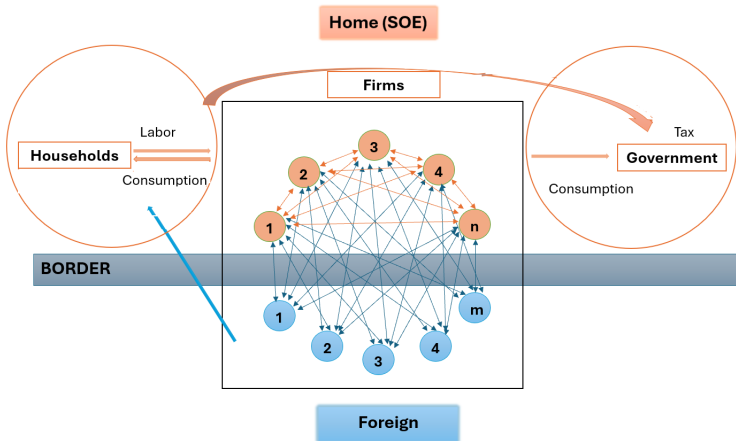 Home (SOE)
Firms
Labor
Tax
Households
Government
Consumption
Consumption
3
2
4
1
n
BORDER
1
m
2
3
4
Foreign